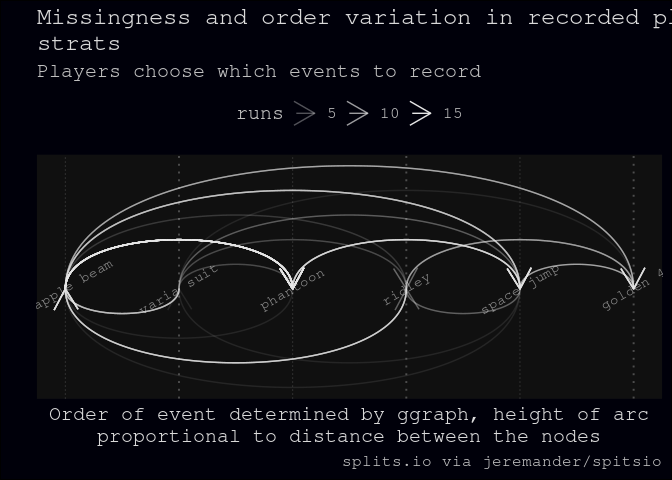 Missingness and order variation in recorded pl
strats
Players choose which events to record
runs 5 10 15
apple beam varia suit phantoon ridley space jump golden 4
Order of event determined by ggraph, height of arc
proportional to distance between the nodes
splits.io via jeremander/spitsio